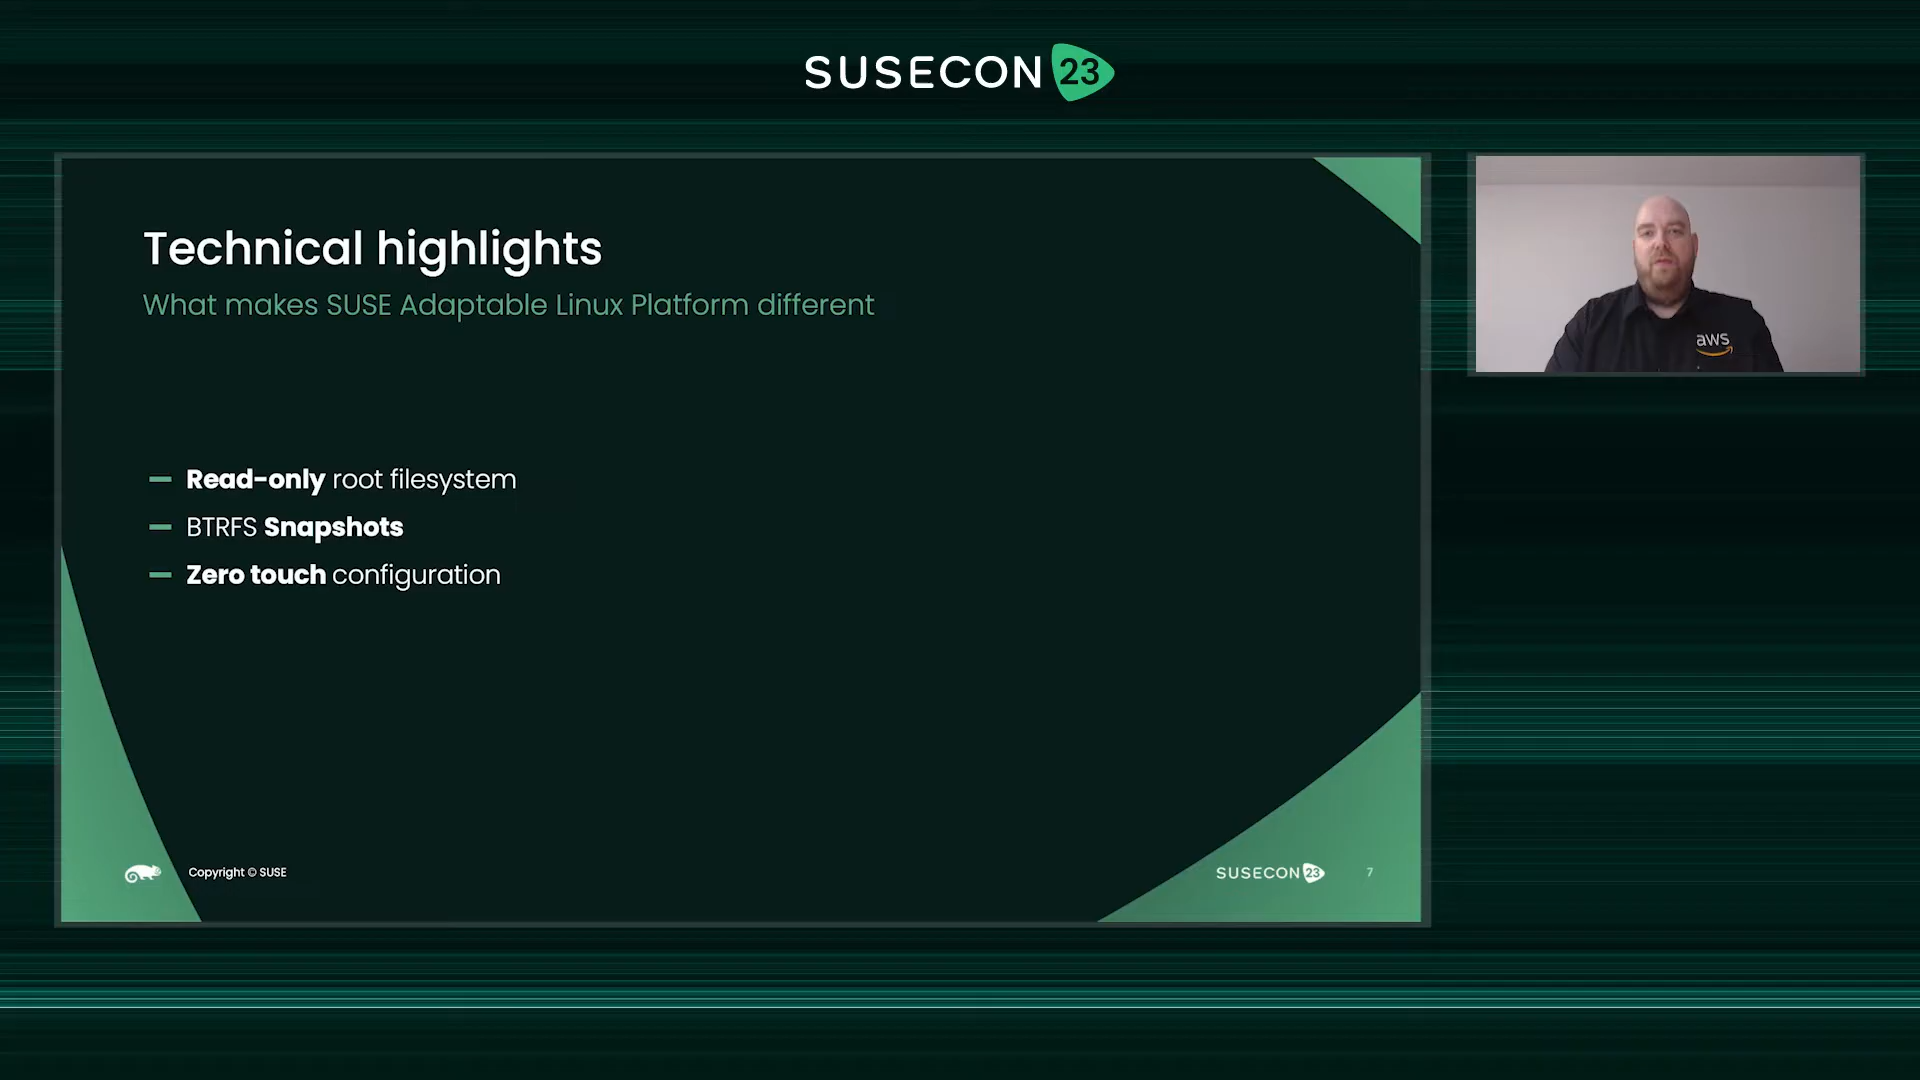 SUSECON 23
Technical highlights
What makes SUSE Adaptable Linux Platform different
Read-only root filesystem
BTRFS Snapshots
Zero touch configuration
Copyright © SUSE
SUSECON 23
7
aws